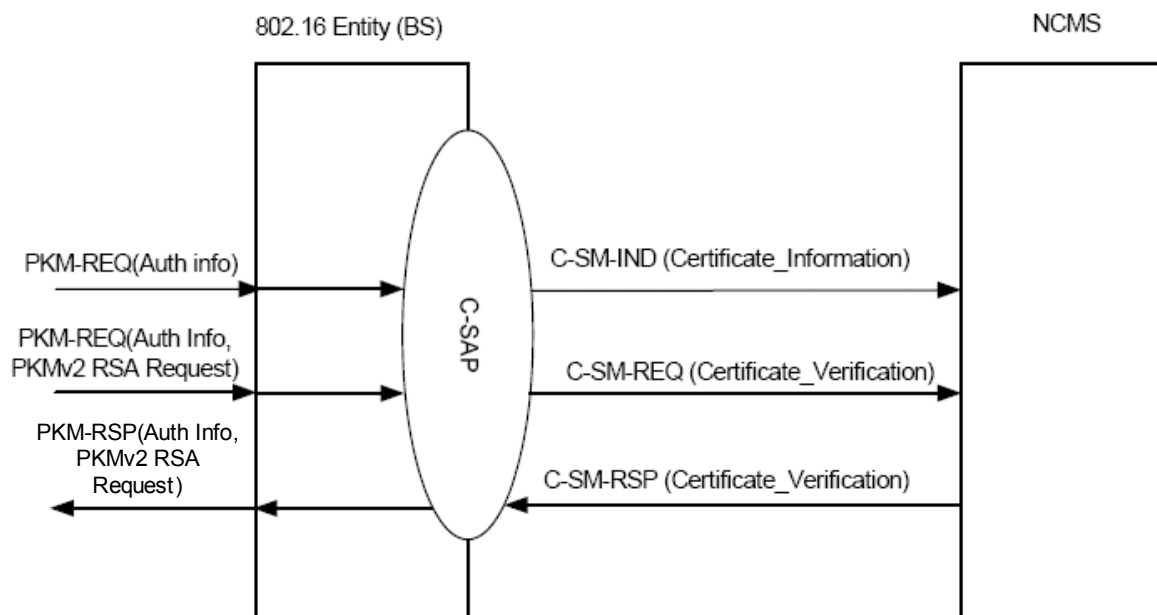 802.16 Entity (BS)
NCMS
PKM-REQ(Auth info)
C-SM-IND (Certificate_Information)
PKM-REQ(Auth Info,
PKMv2 RSA Request)
C-SAP
C-SM-REQ (Certificate_Verification)
PKM-RSP(Auth Info,
PKMv2 RSA
Request)
C-SM-RSP (Certificate_Verification)